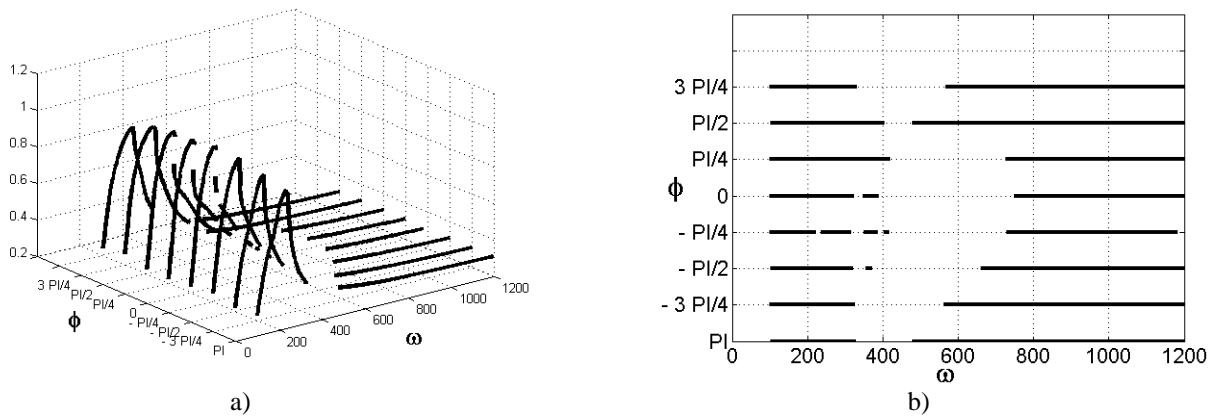 1.2
1
0.8
0.6
0.4
0.2
3 PI/4
PI/2
PI/4
0
- PI/4
- PI/2
- 3 PI/4
PI
ϕ
0
200
400
600
800
1000
1200
ω
a)
3 PI/4
PI/2
PI/4
0
- PI/4
- PI/2
- 3 PI/4
PI
ϕ
0 200 400 600 800 1000 1200
ω
b)